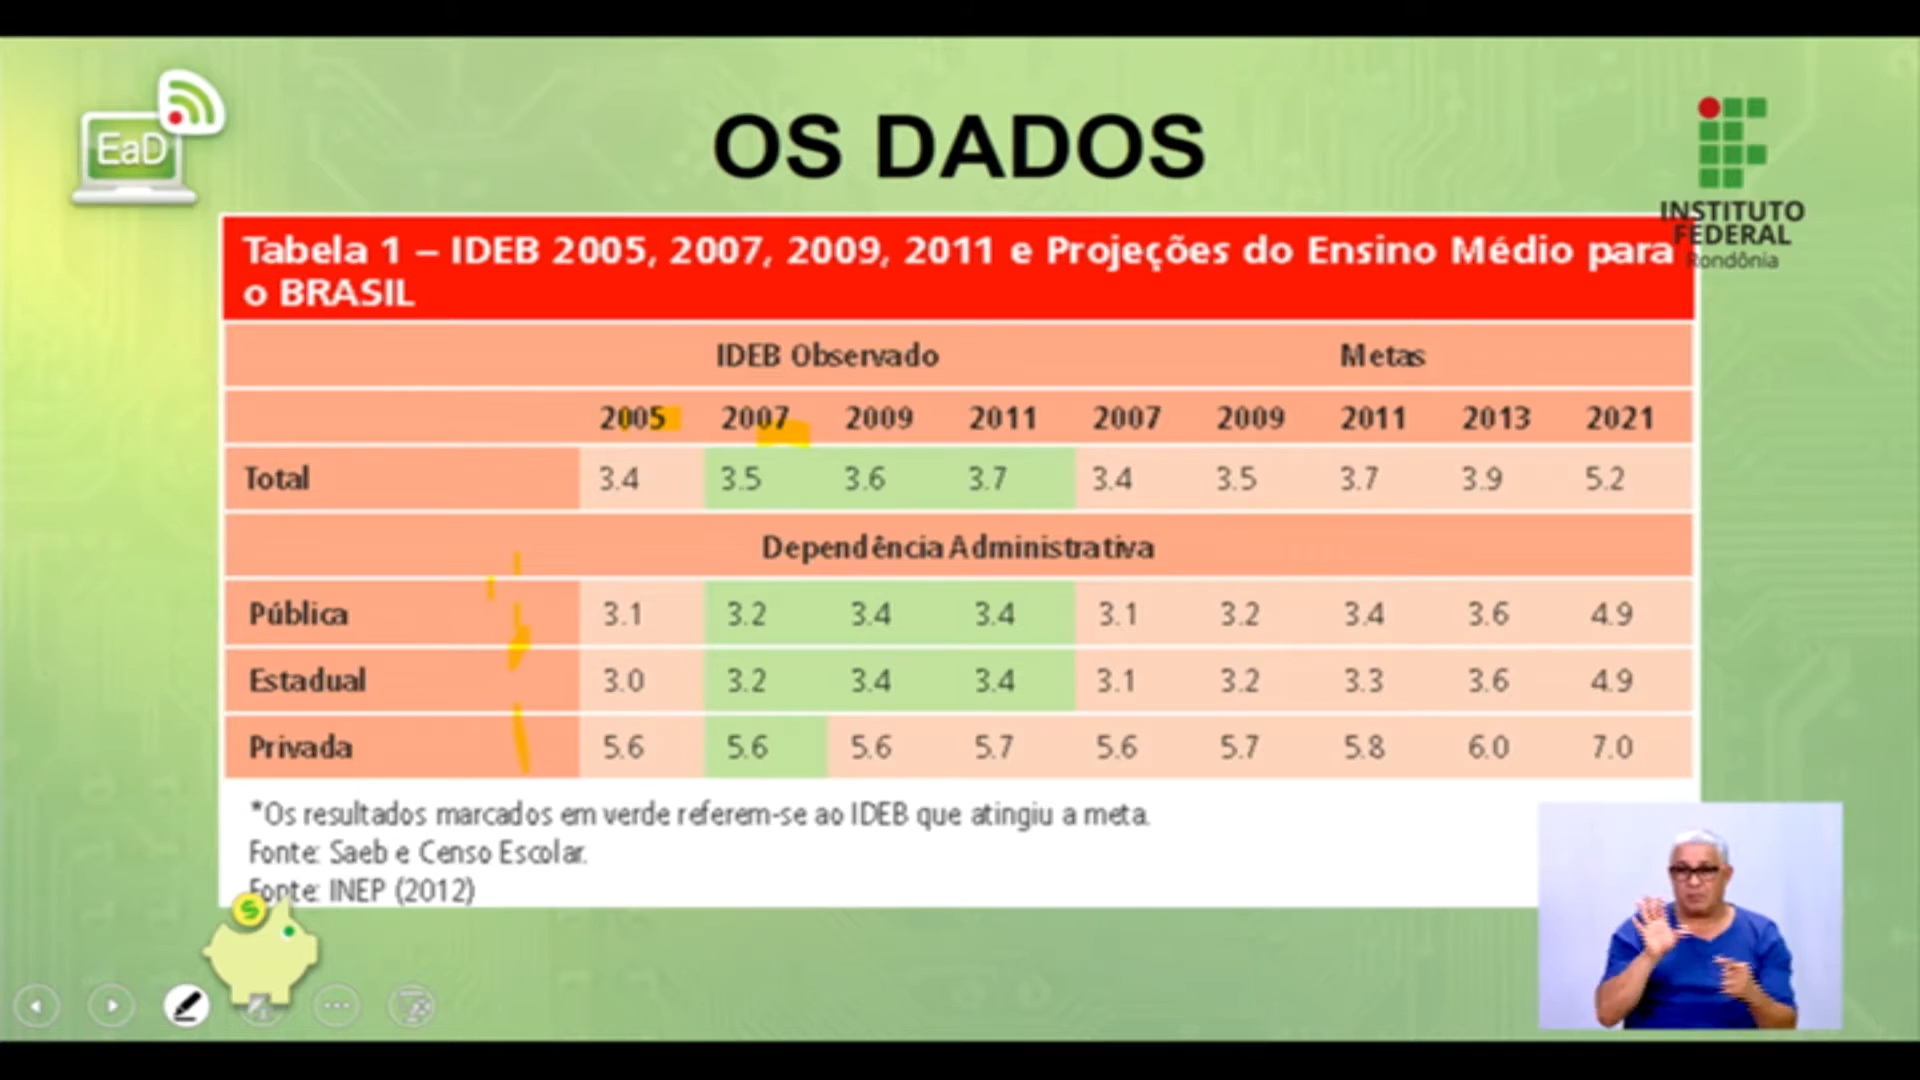 EaD
OS DADOS
INSTITUTO
FEDERAL
Rondônia
Tabela 1 – IDEB 2005, 2007, 2009, 2011 e Projeções do Ensino Médio para
o BRASIL
IDEB Observado Metas
2005 2007 2009 2011 2007 2009 2011 2013 2021
Total 3.4 3.5 3.6 3.7 3.4 3.5 3.7 3.9 5.2
Dependência Administrativa
Pública 3.1 3.2 3.4 3.4 3.1 3.2 3.4 3.6 4.9
Estadual 3.0 3.2 3.4 3.4 3.1 3.2 3.3 3.6 4.9
Privada 5.6 5.6 5.6 5.7 5.6 5.7 5.8 6.0 7.0
*Os resultados marcados em verde referem-se ao IDEB que atingiu a meta.
Fonte: Saeb e Censo Escolar.
Fonte: INEP (2012)
$